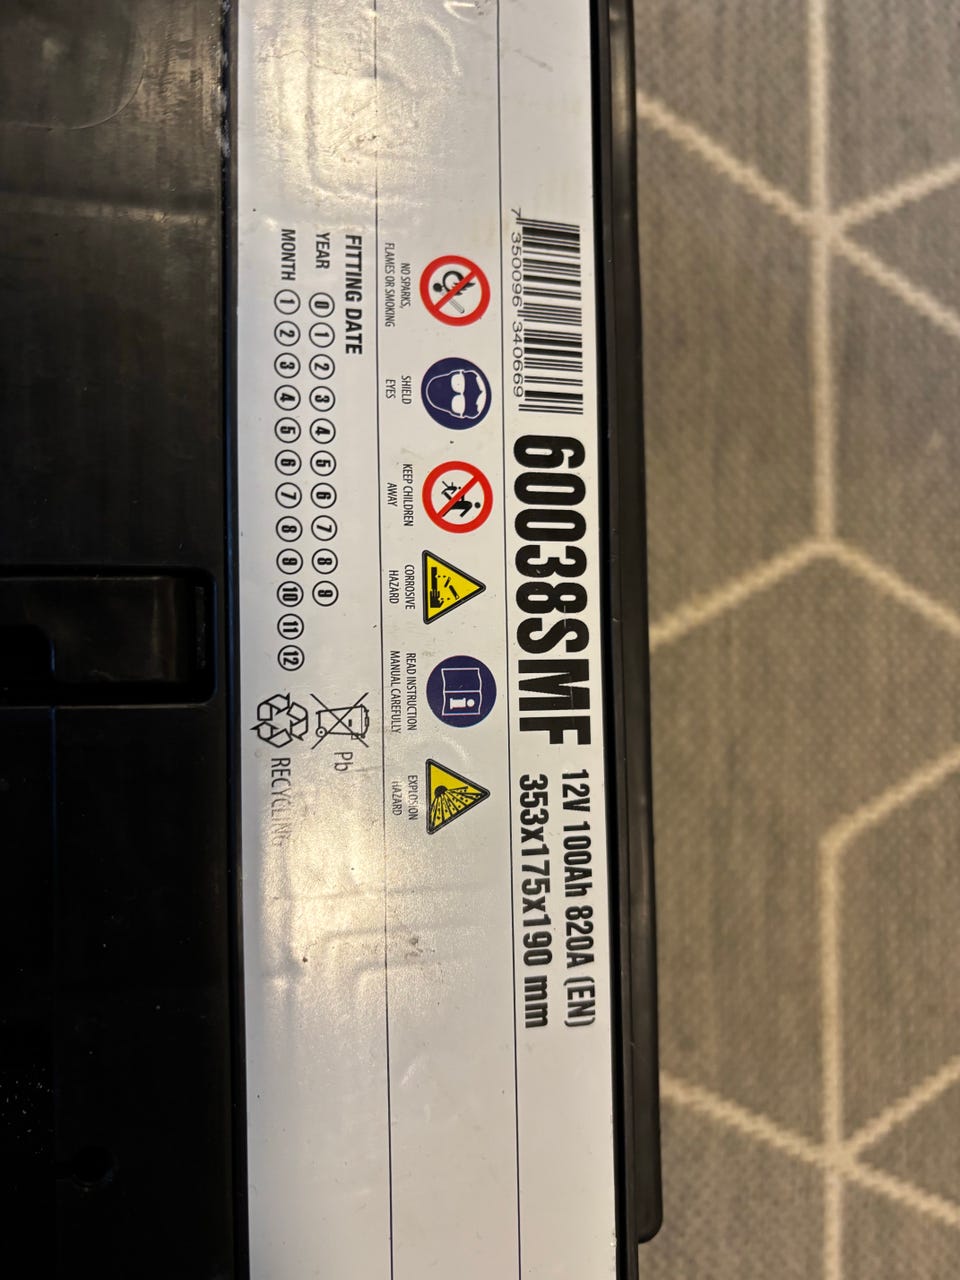 7 350096 340669
60038SMF
12V 100Ah 820A (EN)
353x175x190 mm
NO SPARKS,
FLAMES OR SMOKING
SHIELD
EYES
KEEP CHILDREN
AWAY
CORROSIVE
HAZARD
READ INSTRUCTION
MANUAL CAREFULLY
EXPLOSION
HAZARD
FITTING DATE
YEAR 0 1 2 3 4 5 6 7 8 9
MONTH 1 2 3 4 5 6 7 8 9 10 11 12
Pb
RECYCLING